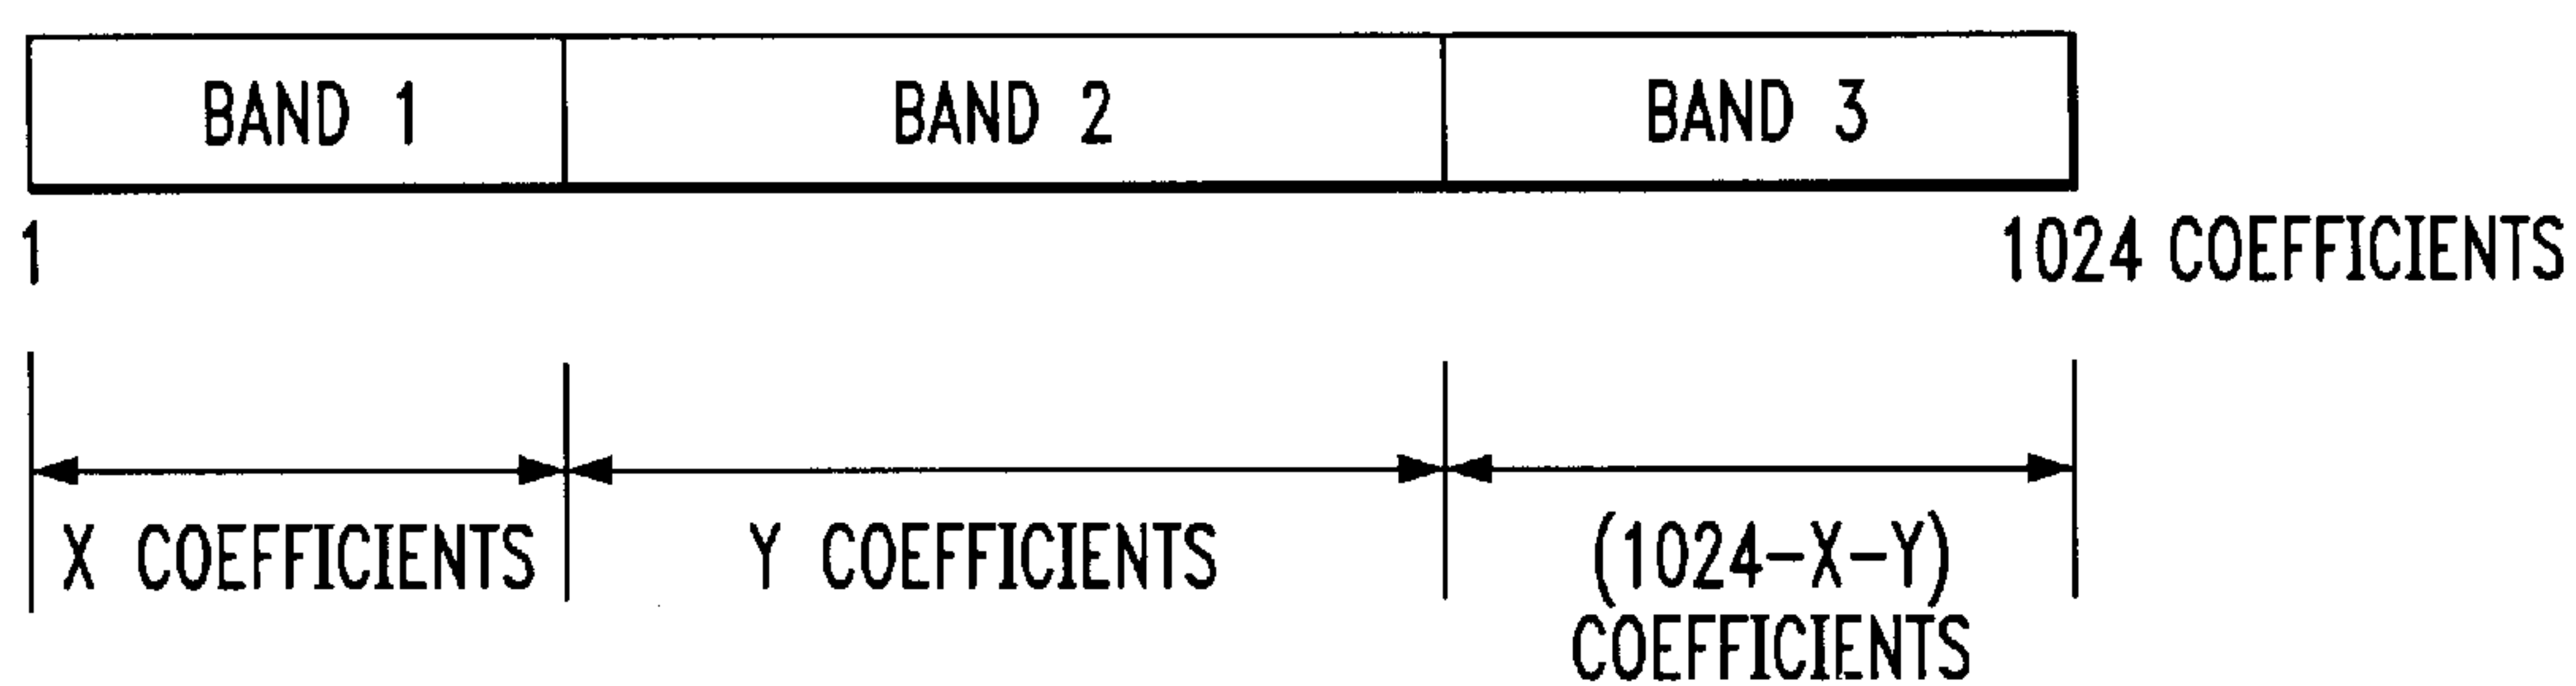 BAND 1 BAND 2 BAND 3
1 1024 COEFFICIENTS
X COEFFICIENTS Y COEFFICIENTS (1024-X-Y)
COEFFICIENTS